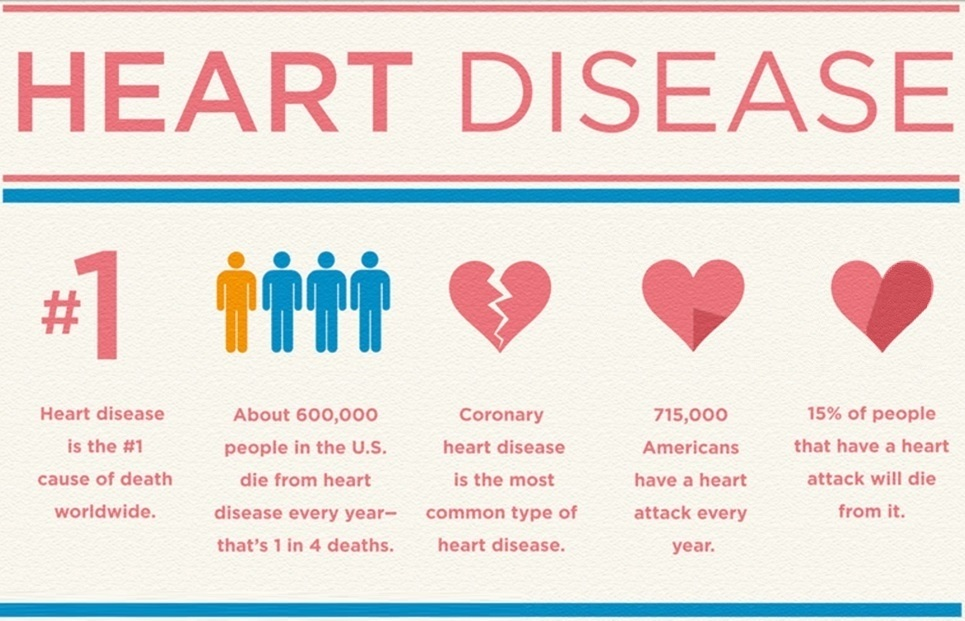 HEART DISEASE
#1
Heart disease
is the #1
cause of death
worldwide.
About 600,000
people in the U.S.
die from heart
disease every year—
that's 1 in 4 deaths.
Coronary
heart disease
is the most
common type of
heart disease.
715,000
Americans
have a heart
attack every
year.
15% of people
that have a heart
attack will die
from it.